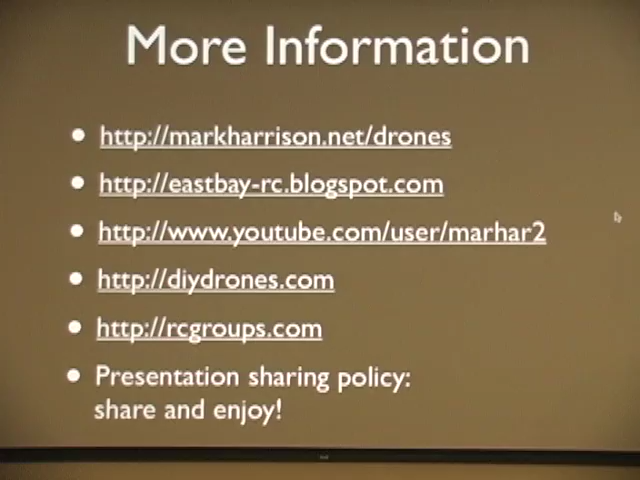 More Information
• http://markharrison.net/drones
• http://eastbay-rc.blogspot.com
• http://www.youtube.com/user/marhar2
• http://diydrones.com
• http://rcgroups.com
• Presentation sharing policy:
share and enjoy!